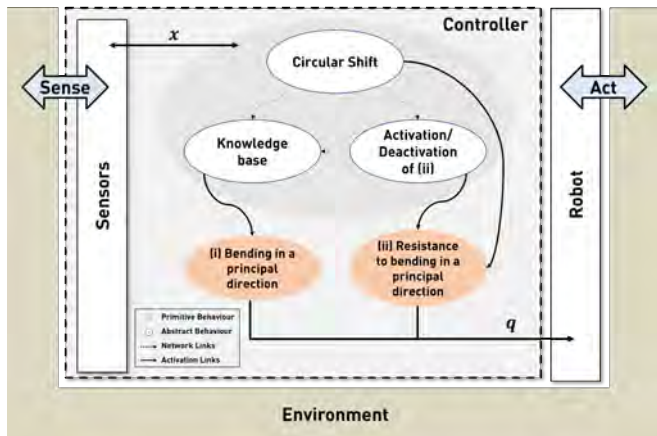 Controller
x
Circular Shift
Sense
Act
Knowledge
base
Activation/
Deactivation
of (ii)
Sensors
Robot
(i) Bending in a
principal
direction
(ii) Resistance
to bending in a
principal
direction
Primitive Behaviour
Abstract Behaviour
Network Links
Activation Links
q
Environment